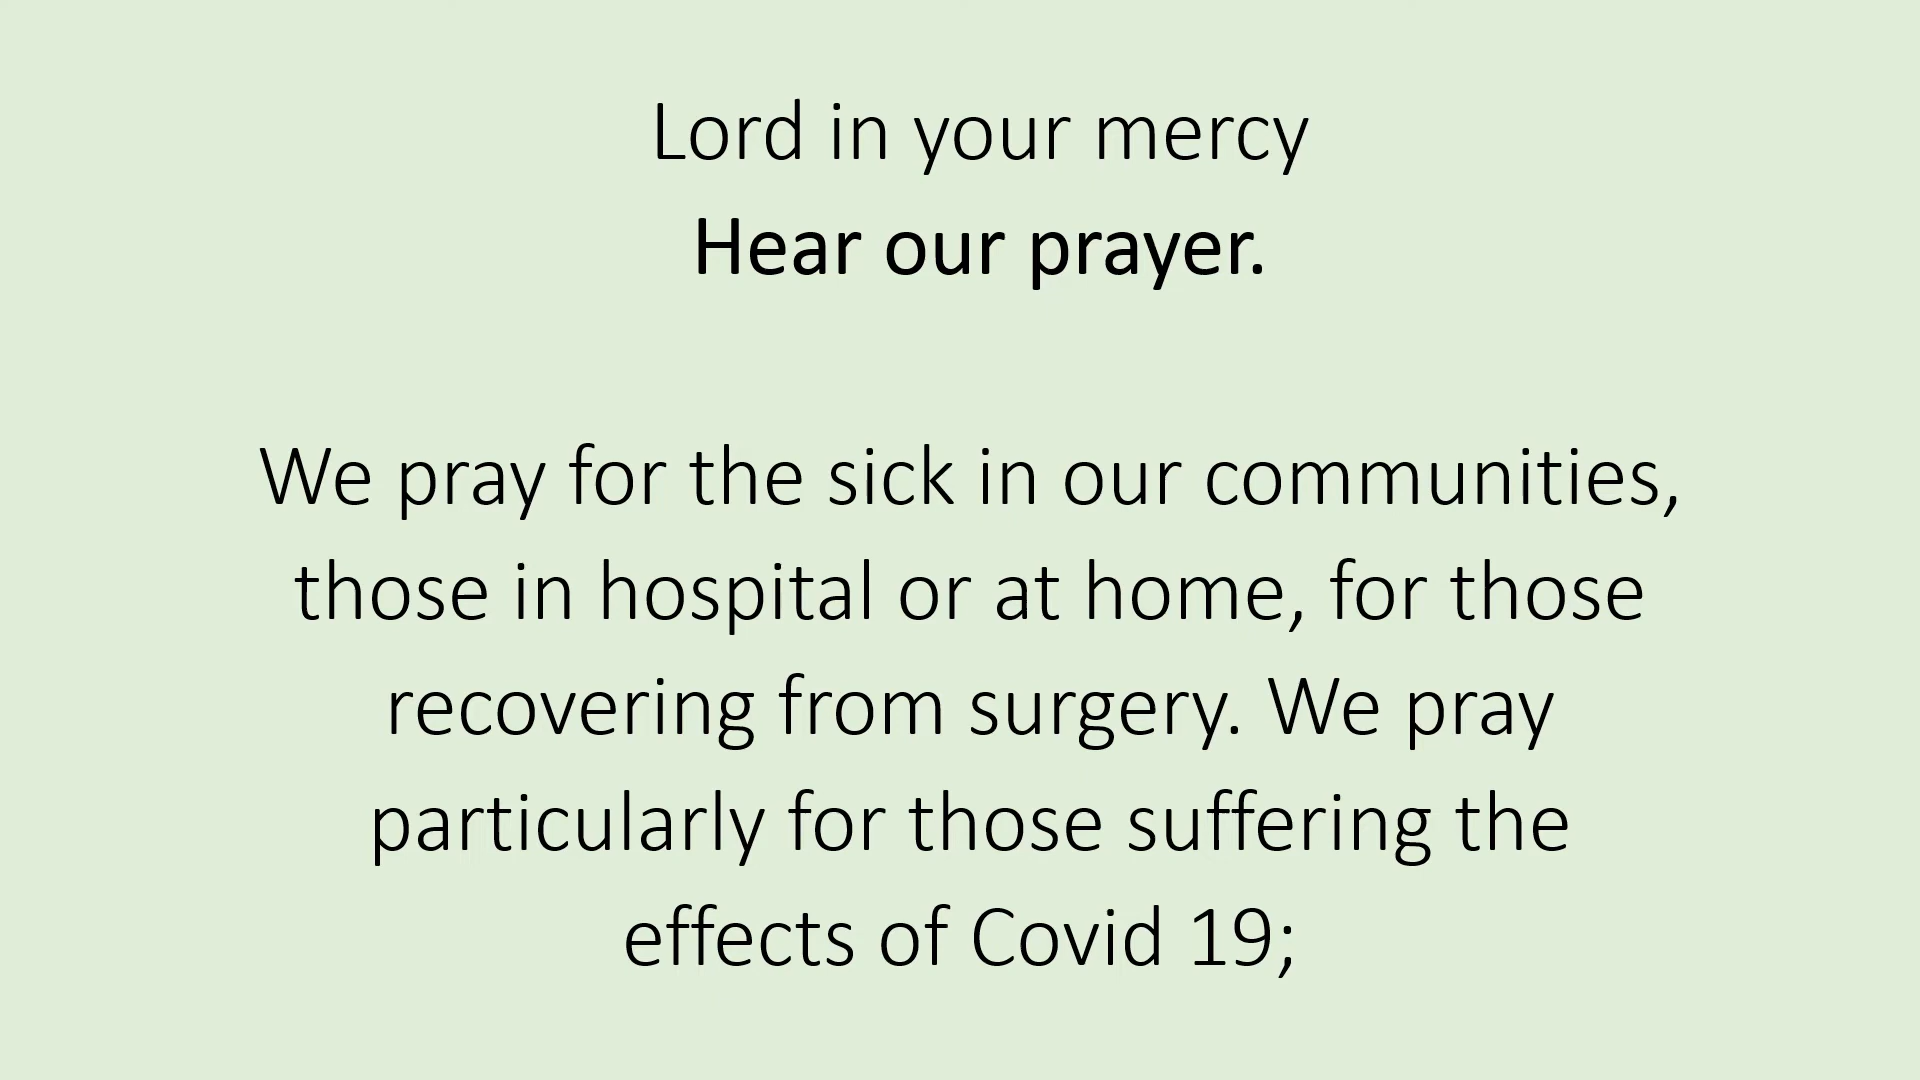 Lord in your mercy
Hear our prayer.
We pray for the sick in our communities,
those in hospital or at home, for those
recovering from surgery. We pray
particularly for those suffering the
effects of Covid 19;